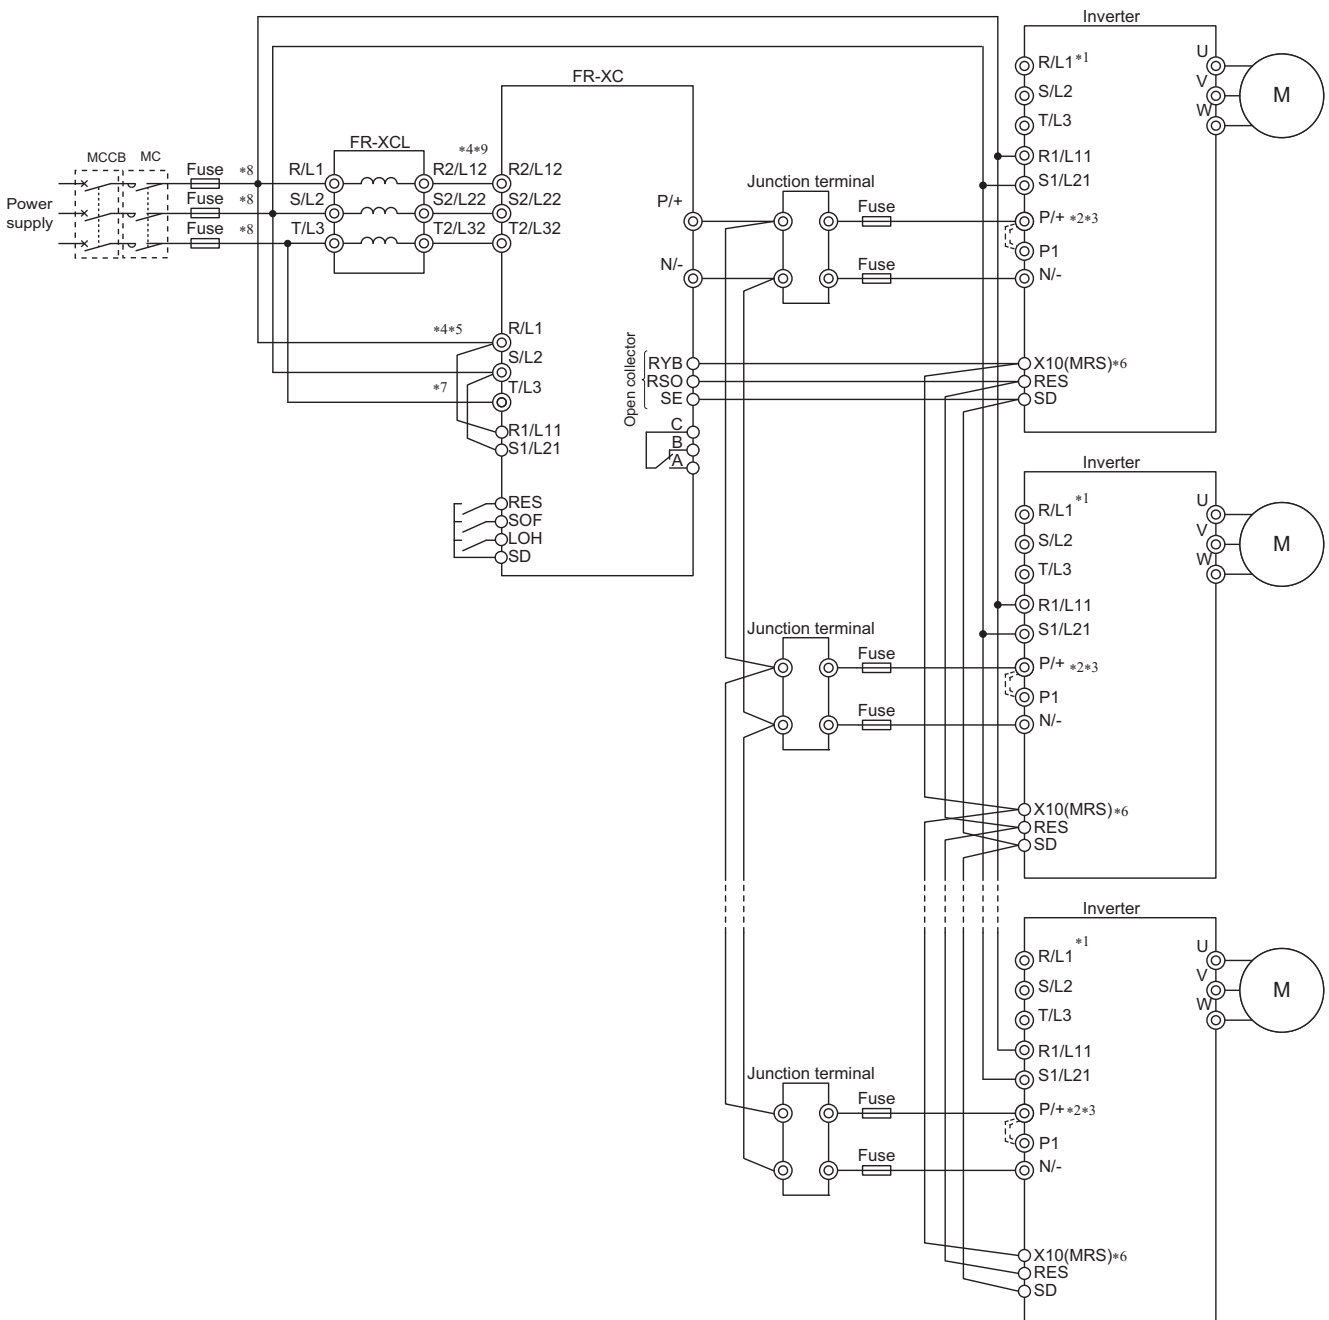 Inverter
FR-XC
R/L1*1
S/L2
T/L3
R1/L11
S1/L21
P/+ *2*3
P1
N/-
X10(MRS)*6
RES
SD
U
V
W
M
MCCB MC
Power
supply
Fuse *8
Fuse *8
Fuse *8
FR-XCL
R/L1
S/L2
T/L3
*4*9
R2/L12
S2/L22
T2/L32
R2/L12
S2/L22
T2/L32
*4*5
*7
R/L1
S/L2
T/L3
R1/L11
S1/L21
RES
SOF
LOH
SD
P/+
N/-
Open collector
RYB
RSO
SE
C
B
A
Junction terminal
Fuse
Fuse
Inverter
R/L1 *1
S/L2
T/L3
R1/L11
S1/L21
P/+ *2*3
P1
N/-
X10(MRS)*6
RES
SD
U
V
W
M
Junction terminal
Fuse
Fuse
Inverter
R/L1 *1
S/L2
T/L3
R1/L11
S1/L21
P/+*2*3
P1
N/-
X10(MRS)*6
RES
SD
U
V
W
M
Junction terminal
Fuse
Fuse